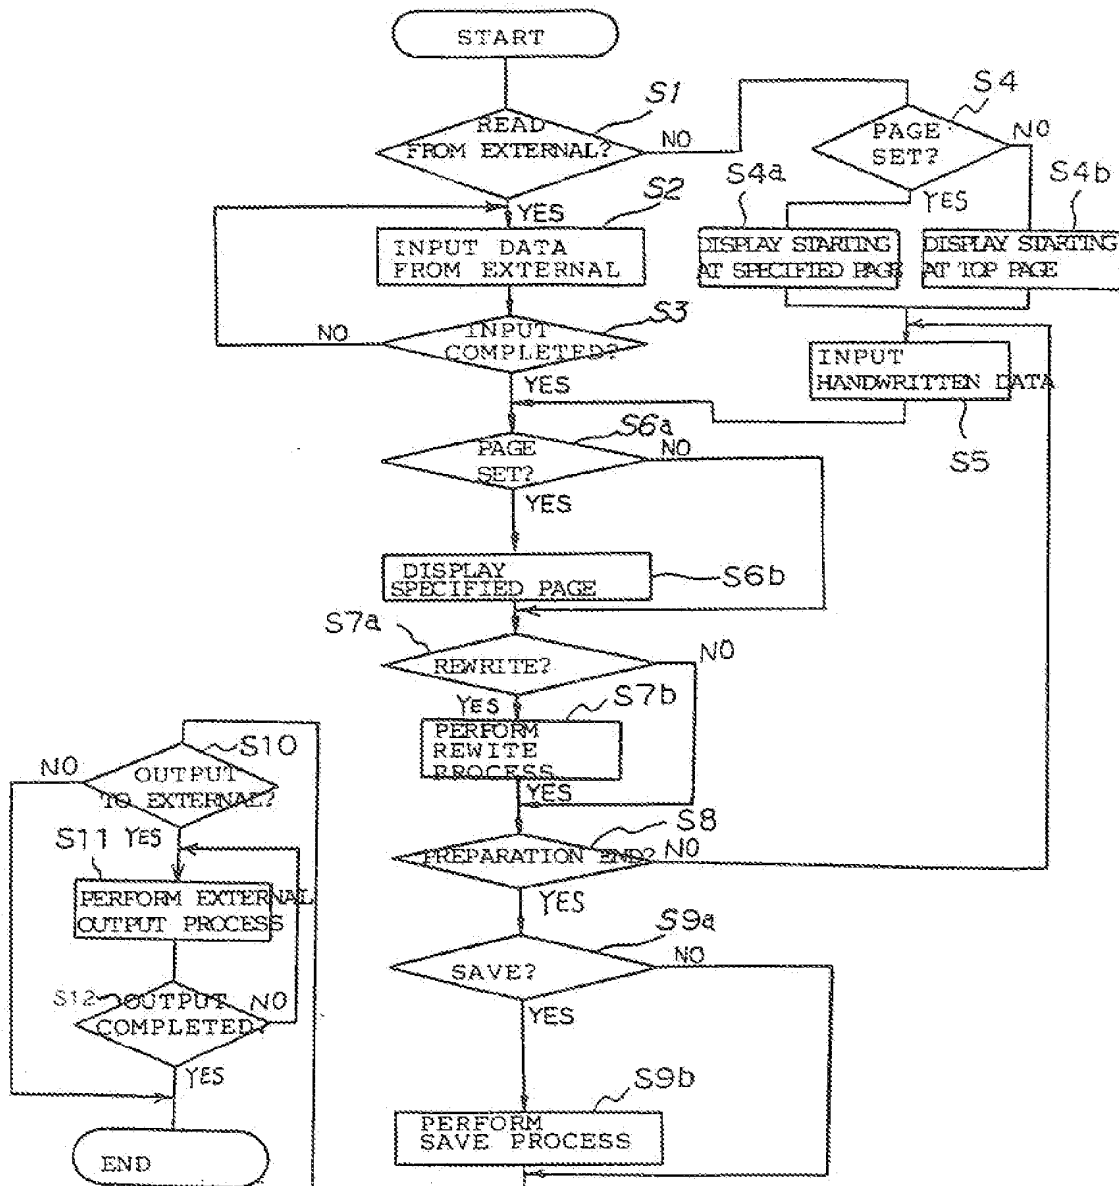 START
S1
READ
FROM EXTERNAL?
NO
YES
S4
PAGE
SET?
NO
YES
S4a
S4b
DISPLAY STARTING
AT SPECIFIED PAGE
DISPLAY STARTING
AT TOP PAGE
S2
INPUT DATA
FROM EXTERNAL
S3
INPUT
COMPLETED?
NO
YES
INPUT
HANDWRITTEN DATA
S5
S6a
PAGE
SET?
NO
YES
DISPLAY
SPECIFIED PAGE
S6b
S7a
REWRITE?
NO
YES
S7b
PERFORM
REWITE
PROCESS
YES
S8
PREPARATION END?
NO
YES
S9a
SAVE?
NO
YES
S9b
PERFORM
SAVE PROCESS
S10
OUTPUT
TO EXTERNAL?
NO
YES
S11
PERFORM EXTERNAL
OUTPUT PROCESS
S12
OUTPUT
COMPLETED?
NO
YES
END